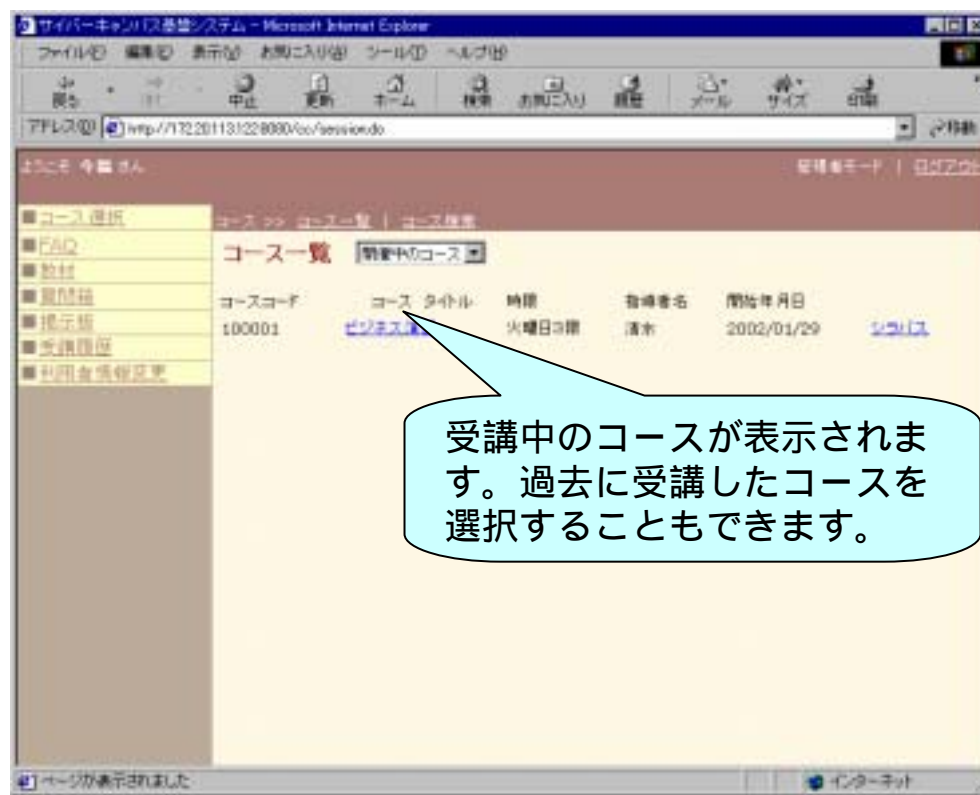 サイバーキャンパス基盤システム - Microsoft Internet Explorer
ファイル(F) 編集(E) 表示(V) お気に入り(A) ツール(T) ヘルプ(H)
戻る 中止 更新 ホーム 検索 お気に入り 履歴 メール サイズ 印刷
アドレス(D) http://172.20.113.122:8080/cc/session.do 移動
ようこそ さん 管理者モード | ログアウト
■コース選択 コース >> コース一覧 | コース検索
■FAQ コース一覧 開催中のコース
■教材
■質問箱 コースコード コース タイトル 時限 指導者名 開始年月日
■掲示板 100001 ビジネス 火曜日3限 清水 2002/01/29 シラバス
■受講履歴
■利用者情報変更
受講中のコースが表示されま
す。過去に受講したコースを
選択することもできます。
ページが表示されました インターネット